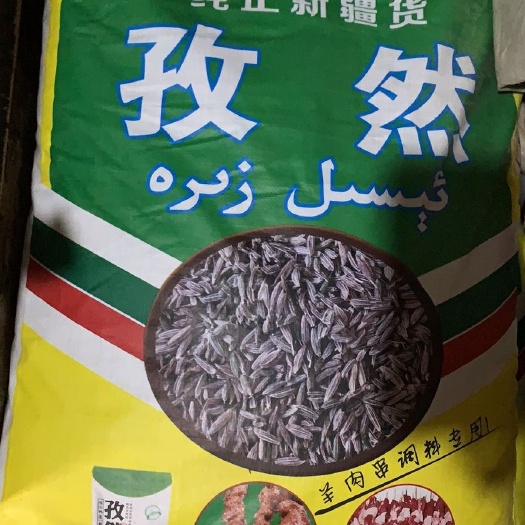 纯正新疆货
孜然
ئېسىل زىرە
羊肉串调料专用!
孜然